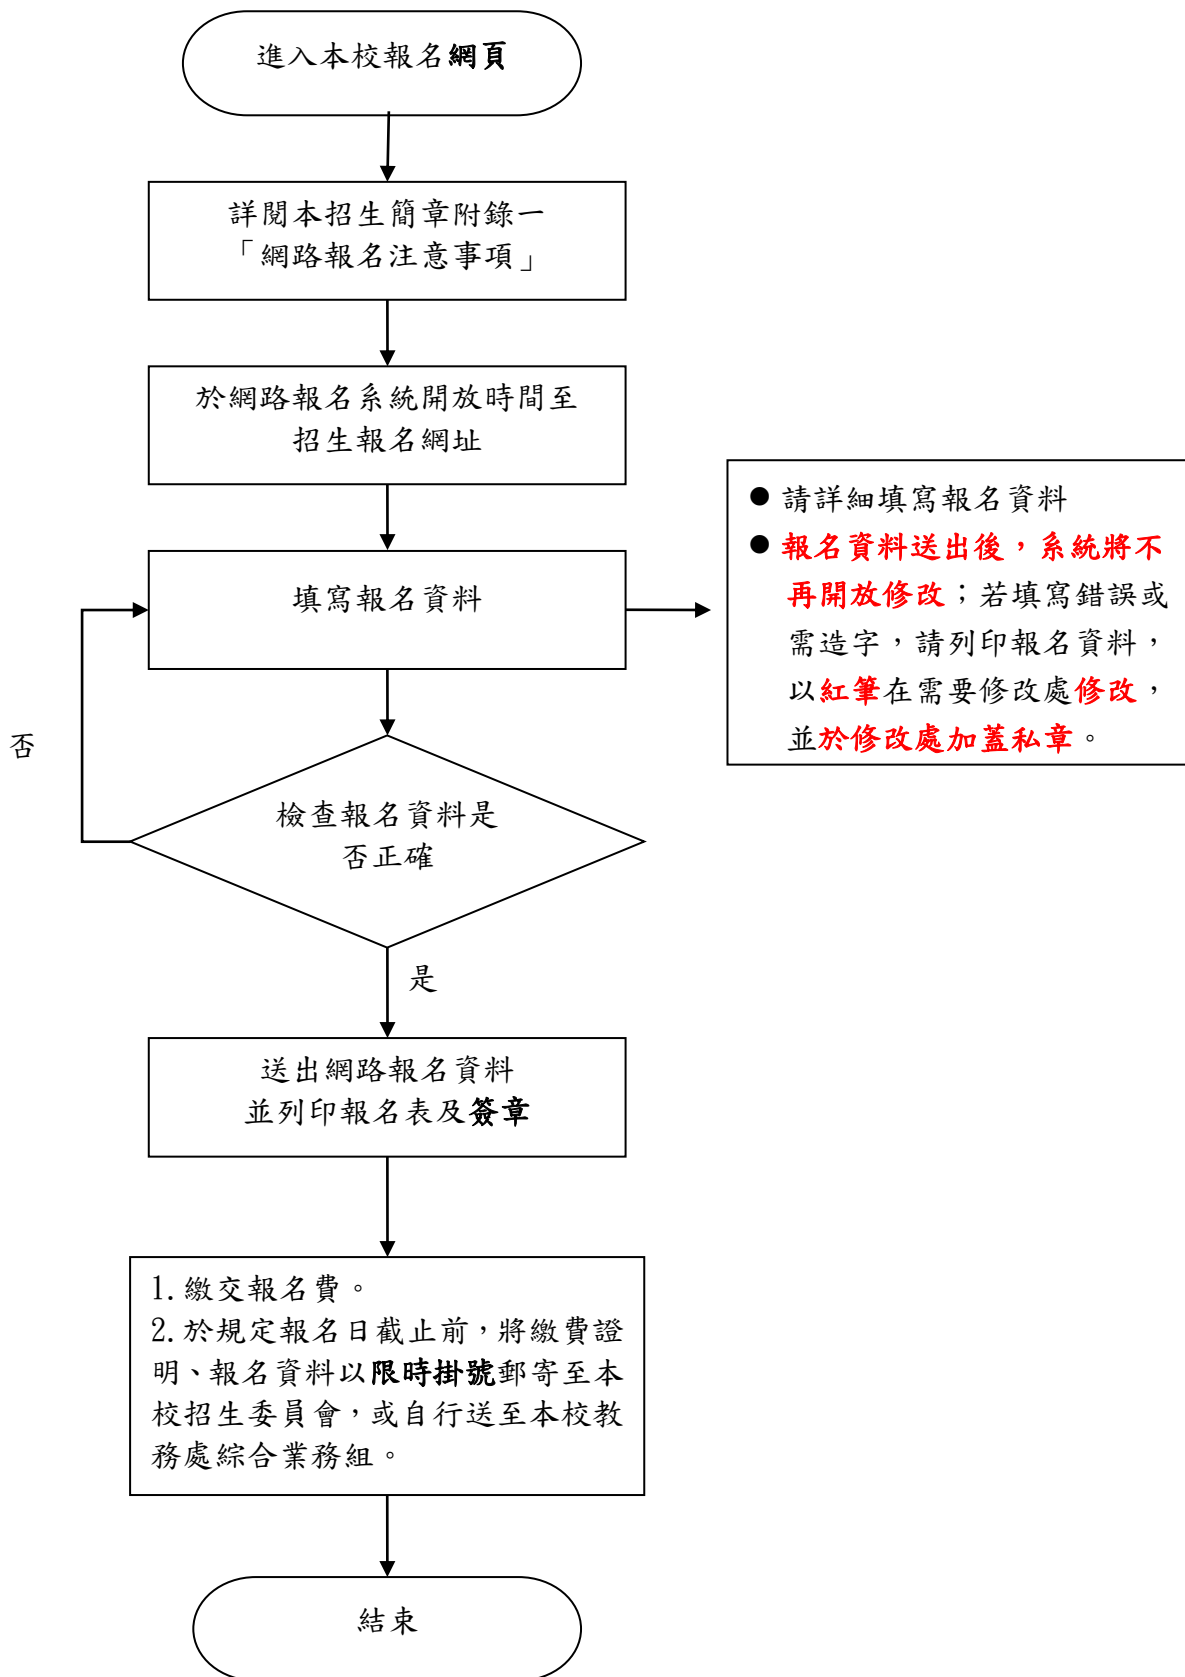 進入本校報名網頁
詳閱本招生簡章附錄一
「網路報名注意事項」
於網路報名系統開放時間至
招生報名網址
填寫報名資料
● 請詳細填寫報名資料
● 報名資料送出後，系統將不
再開放修改；若填寫錯誤或
需造字，請列印報名資料，
以紅筆在需要修改處修改，
並於修改處加蓋私章。
否
檢查報名資料是
否正確
是
送出網路報名資料
並列印報名表及簽章
1. 繳交報名費。
2. 於規定報名日截止前，將繳費證
明、報名資料以限時掛號郵寄至本
校招生委員會，或自行送至本校教
務處綜合業務組。
結束